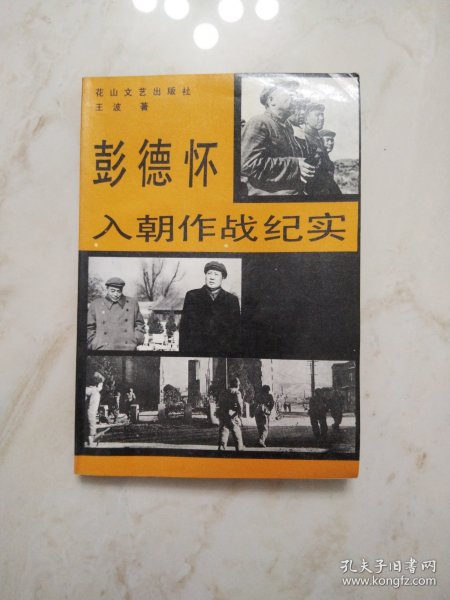 花山文艺出版社
王波 著
彭德怀
入朝作战纪实
孔夫子旧书网
www.kongfz.com